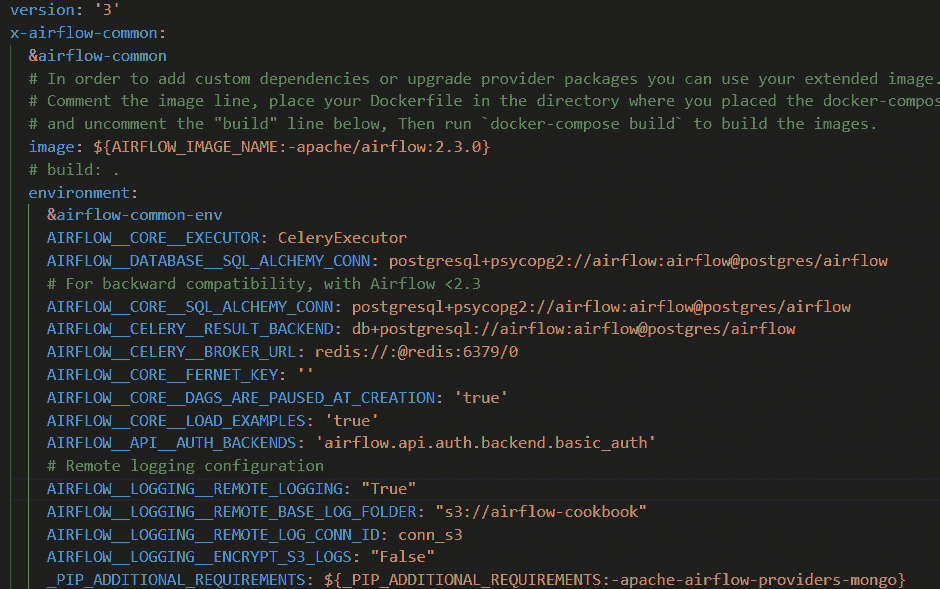 version: '3'
x-airflow-common:
  &airflow-common
  # In order to add custom dependencies or upgrade provider packages you can use your extended image.
  # Comment the image line, place your Dockerfile in the directory where you placed the docker-compos
  # and uncomment the "build" line below, Then run `docker-compose build` to build the images.
  image: ${AIRFLOW_IMAGE_NAME:-apache/airflow:2.3.0}
  # build: .
  environment:
    &airflow-common-env
    AIRFLOW__CORE__EXECUTOR: CeleryExecutor
    AIRFLOW__DATABASE__SQL_ALCHEMY_CONN: postgresql+psycopg2://airflow:airflow@postgres/airflow
    # For backward compatibility, with Airflow <2.3
    AIRFLOW__CORE__SQL_ALCHEMY_CONN: postgresql+psycopg2://airflow:airflow@postgres/airflow
    AIRFLOW__CELERY__RESULT_BACKEND: db+postgresql://airflow:airflow@postgres/airflow
    AIRFLOW__CELERY__BROKER_URL: redis://:@redis:6379/0
    AIRFLOW__CORE__FERNET_KEY: ''
    AIRFLOW__CORE__DAGS_ARE_PAUSED_AT_CREATION: 'true'
    AIRFLOW__CORE__LOAD_EXAMPLES: 'true'
    AIRFLOW__API__AUTH_BACKENDS: 'airflow.api.auth.backend.basic_auth'
    # Remote logging configuration
    AIRFLOW__LOGGING__REMOTE_LOGGING: "True"
    AIRFLOW__LOGGING__REMOTE_BASE_LOG_FOLDER: "s3://airflow-cookbook"
    AIRFLOW__LOGGING__REMOTE_LOG_CONN_ID: conn_s3
    AIRFLOW__LOGGING__ENCRYPT_S3_LOGS: "False"
    _PIP_ADDITIONAL_REQUIREMENTS: ${_PIP_ADDITIONAL_REQUIREMENTS:-apache-airflow-providers-mongo}